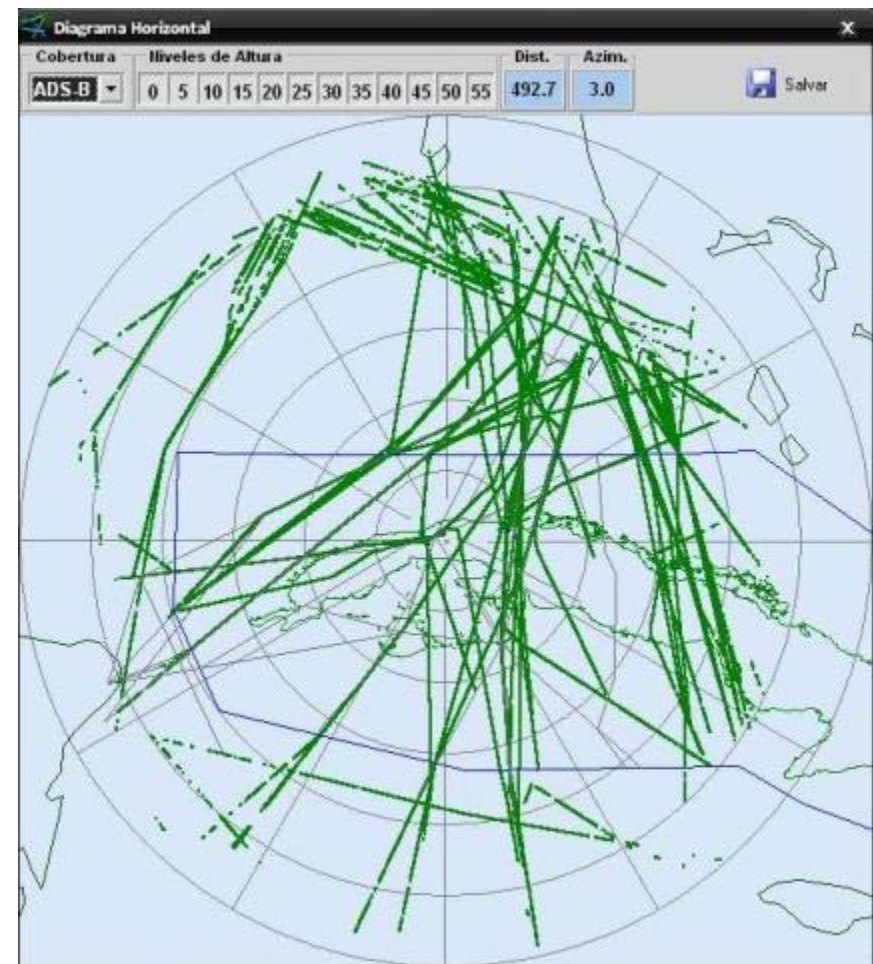 Diagrama Horizontal x
Cobertura Niveles de Altura Dist. Azim.
ADS-B 0 5 10 15 20 25 30 35 40 45 50 55 492.7 3.0 Salvar